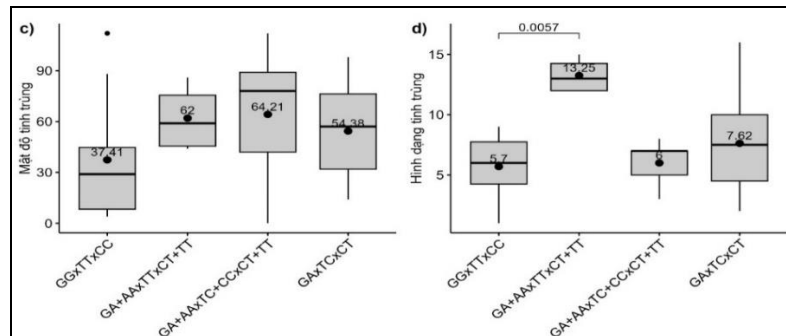 c)
Mật độ tinh trùng
90
60
30
0
37,41
62
64,21
54,38
GGxTTxCC
GA+AAxTTxCT+TT
GA+AAxTC+CCxCT+TT
GAxTCxCT
d)
Hình dạng tinh trùng
15
10
5
0.0057
5,7
13,25
6
7,62
GGxTTxCC
GA+AAxTTxCT+TT
GA+AAxTC+CCxCT+TT
GAxTCxCT